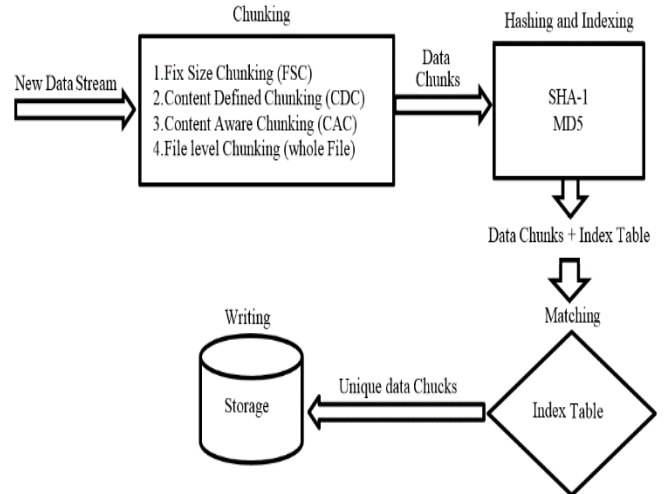 Chunking
Hashing and Indexing
New Data Stream
1.Fix Size Chunking (FSC)
2.Content Defined Chunking (CDC)
3.Content Aware Chunking (CAC)
4.File level Chunking (whole File)
Data
Chunks
SHA-1
MD5
Data Chunks + Index Table
Matching
Index Table
Unique data Chucks
Writing
Storage